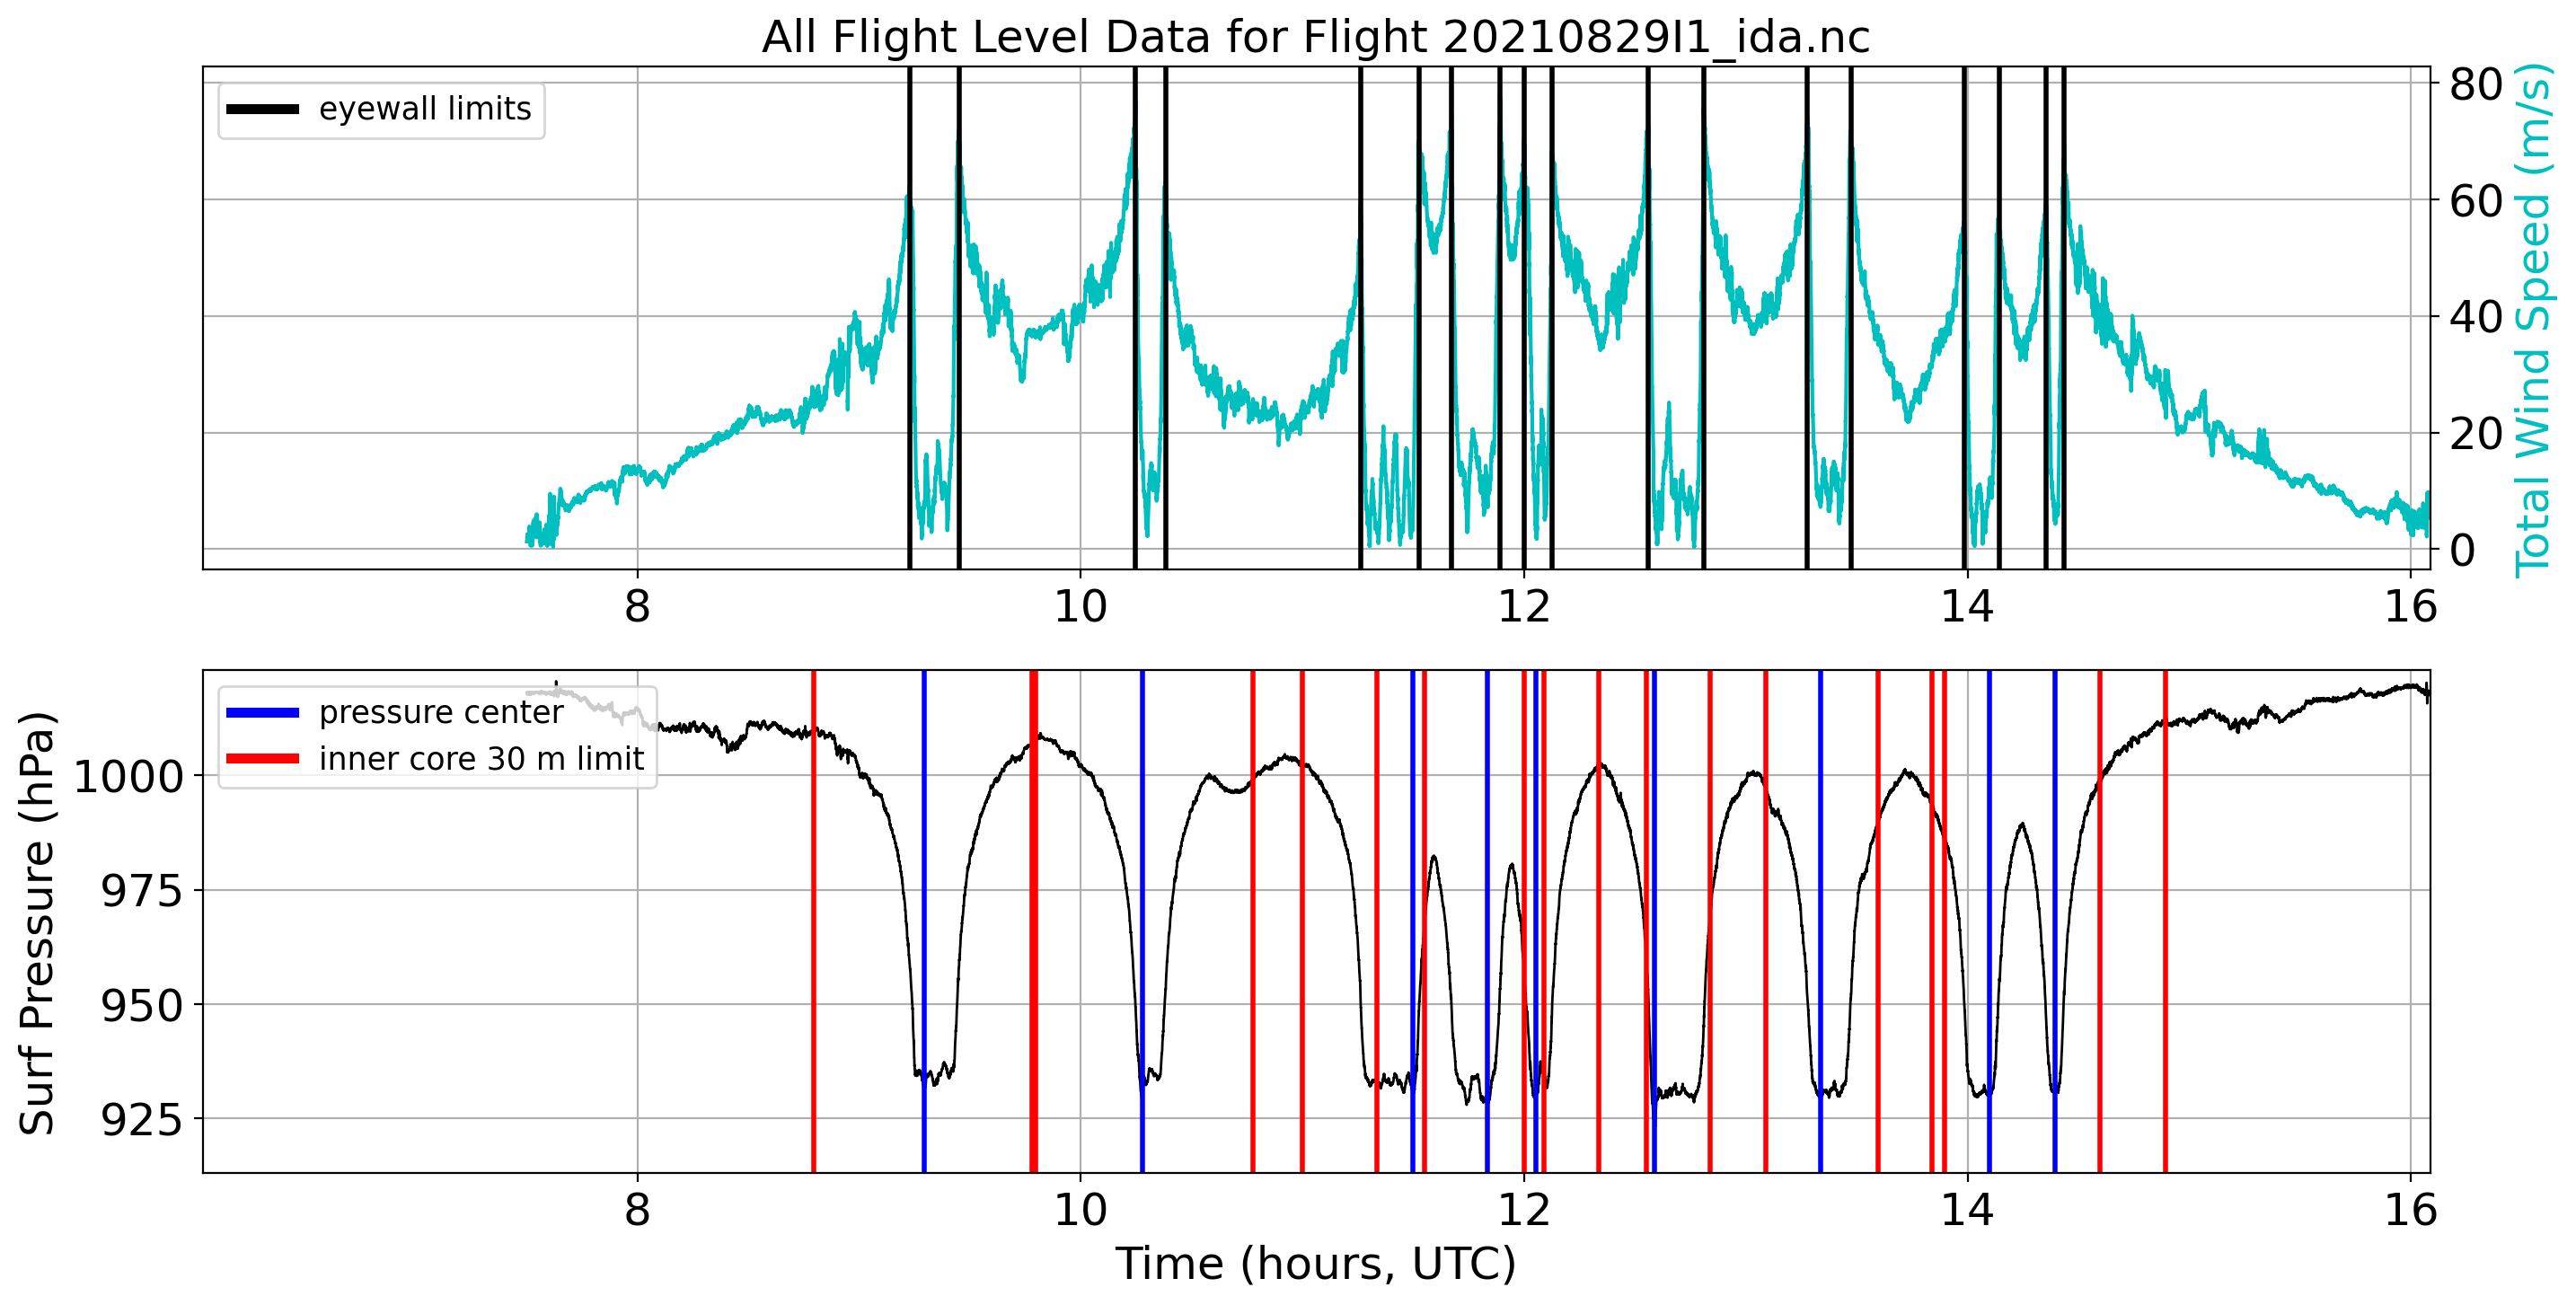 All Flight Level Data for Flight 20210829I1_ida.nc
eyewall limits
80
60
40
20
0
Total Wind Speed (m/s)
8 10 12 14 16
pressure center
inner core 30 m limit
1000
975
950
925
Surf Pressure (hPa)
8 10 12 14 16
Time (hours, UTC)